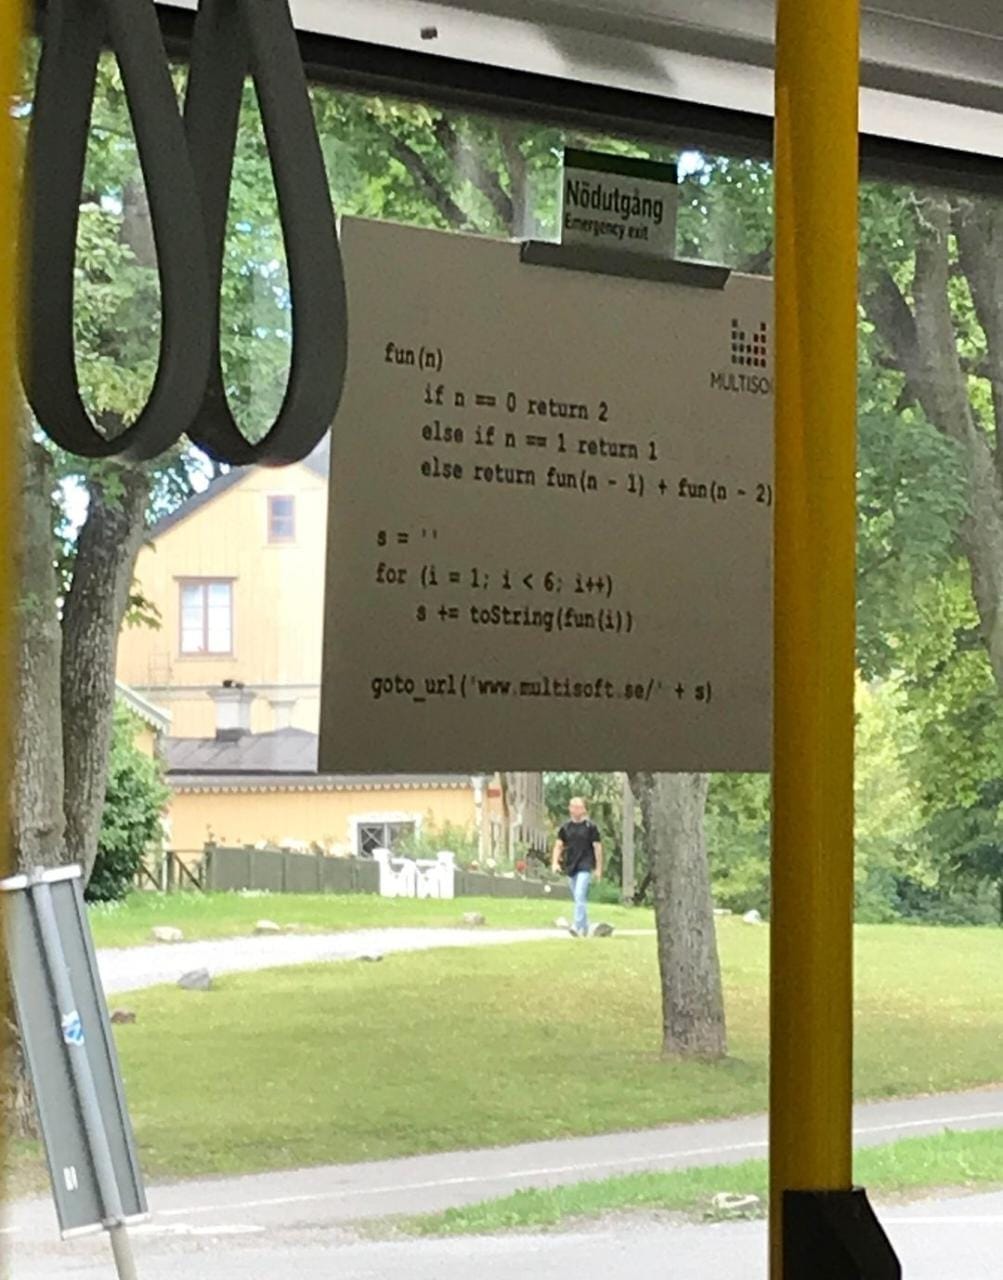 Nödutgång
Emergency exit
MULTISO
fun(n)
if n == 0 return 2
else if n == 1 return 1
else return fun(n - 1) + fun(n - 2)
s = ''
for (i = 1; i < 6; i++)
s += toString(fun(i))
goto_url('www.multisoft.se/' + s)